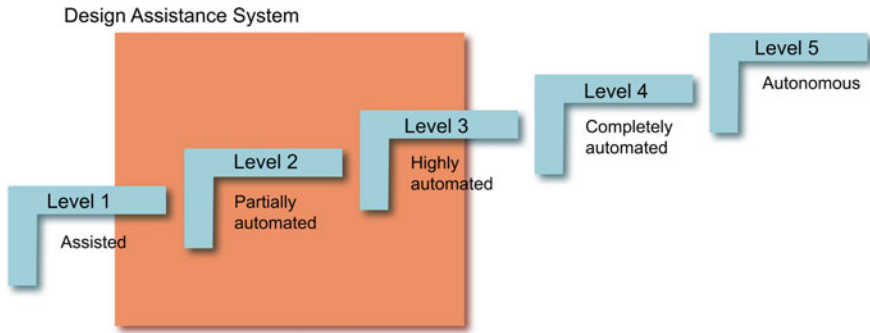 Design Assistance System
Level 1
Assisted
Level 2
Partially
automated
Level 3
Highly
automated
Level 4
Completely
automated
Level 5
Autonomous